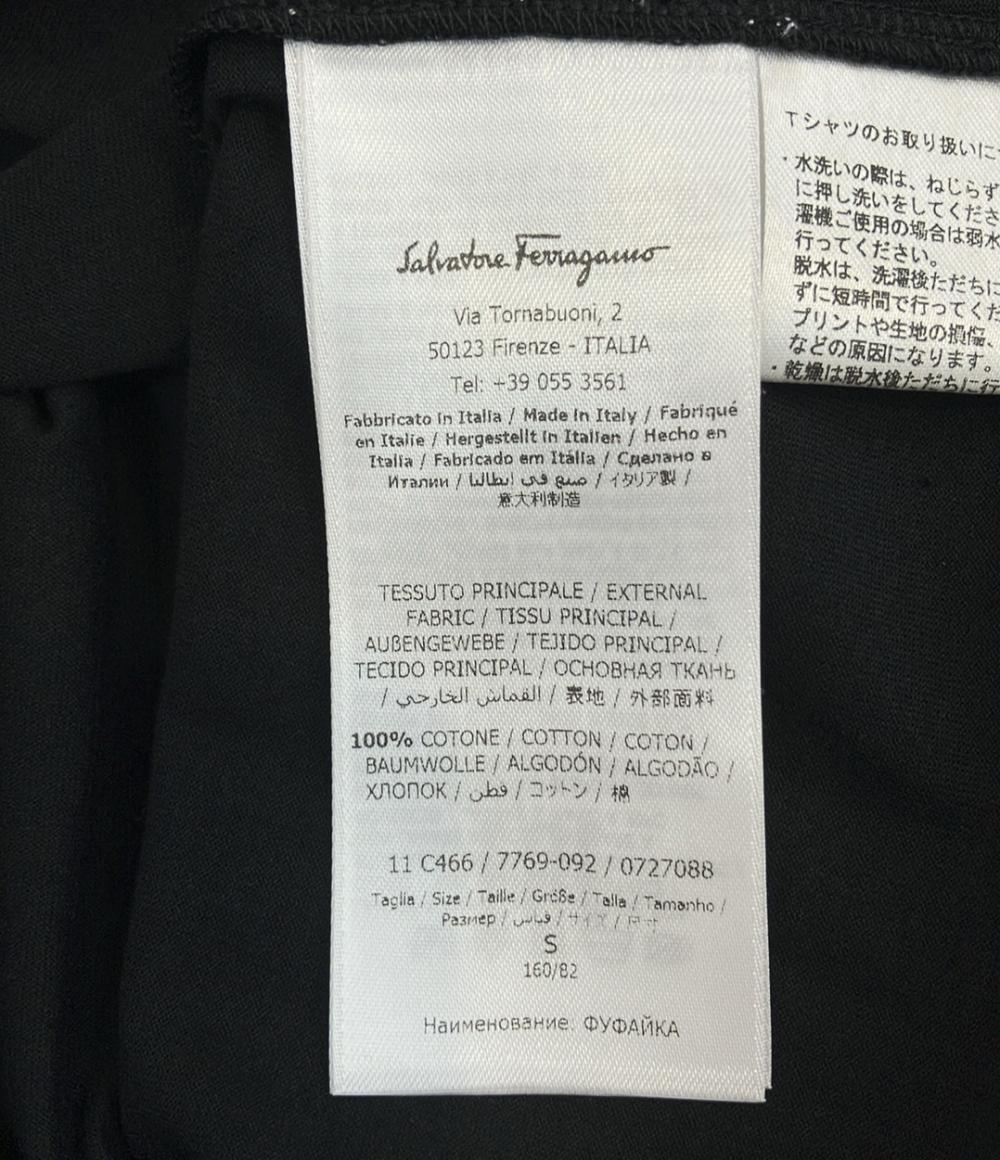 Salvatore Ferragamo
Via Tornabuoni, 2
50123 Firenze - ITALIA
Tel: +39 055 3561
Fabbricato in Italia / Made in Italy / Fabriqué
en Italie / Hergestellt in Italien / Hecho en
Italia / Fabricado em Itália / Сделано в
Италии / صنع في ايطاليا / イタリア製 /
意大利制造
TESSUTO PRINCIPALE / EXTERNAL
FABRIC / TISSU PRINCIPAL /
AUßENGEWEBE / TEJIDO PRINCIPAL /
TECIDO PRINCIPAL / ОСНОВНАЯ ТКАНЬ
/ القماش الخارجي / 表地 / 外部面料
100% COTONE / COTTON / COTON /
BAUMWOLLE / ALGODÓN / ALGODÃO /
ХЛОПОК / قطن / コットン / 棉
11 C466 / 7769-092 / 0727088
Taglia / Size / Taille / Größe / Talla / Tamanho /
Размер / قياس / サイズ / 尺寸
S
160/82
Наименование: ФУФАЙКА
Tシャツのお取り扱いに
・水洗いの際は、ねじらず
に押し洗いをしてくださ
濯機ご使用の場合は弱水
行ってください。
脱水は、洗濯後ただちに
ずに短時間で行ってくだ
プリントや生地の損傷、
などの原因になります。
・乾燥は脱水後ただちに行